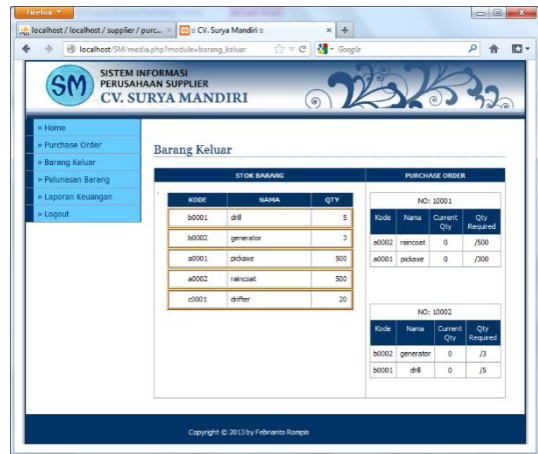 Firefox
localhost / localhost / supplier / purc...
:: CV. Surya Mandiri ::
localhost/SM/media.php?module=barang_keluar
Google
SM
SISTEM INFORMASI
PERUSAHAAN SUPPLIER
CV. SURYA MANDIRI
» Home
» Purchase Order
» Barang Keluar
» Pelunasan Barang
» Laporan Keuangan
» Logout
Barang Keluar
STOK BARANG
KODE NAMA QTY
b0001 drill 5
b0002 generator 3
a0001 pickaxe 500
a0002 raincoat 500
c0001 drifter 20
PURCHASE ORDER
NO: 10001
Kode Nama Current Qty Qty Required
a0002 raincoat 0 /500
a0001 pickaxe 0 /300
NO: 10002
Kode Nama Current Qty Qty Required
b0002 generator 0 /3
b0001 drill 0 /5
Copyright © 2013 by Febrianto Rompis